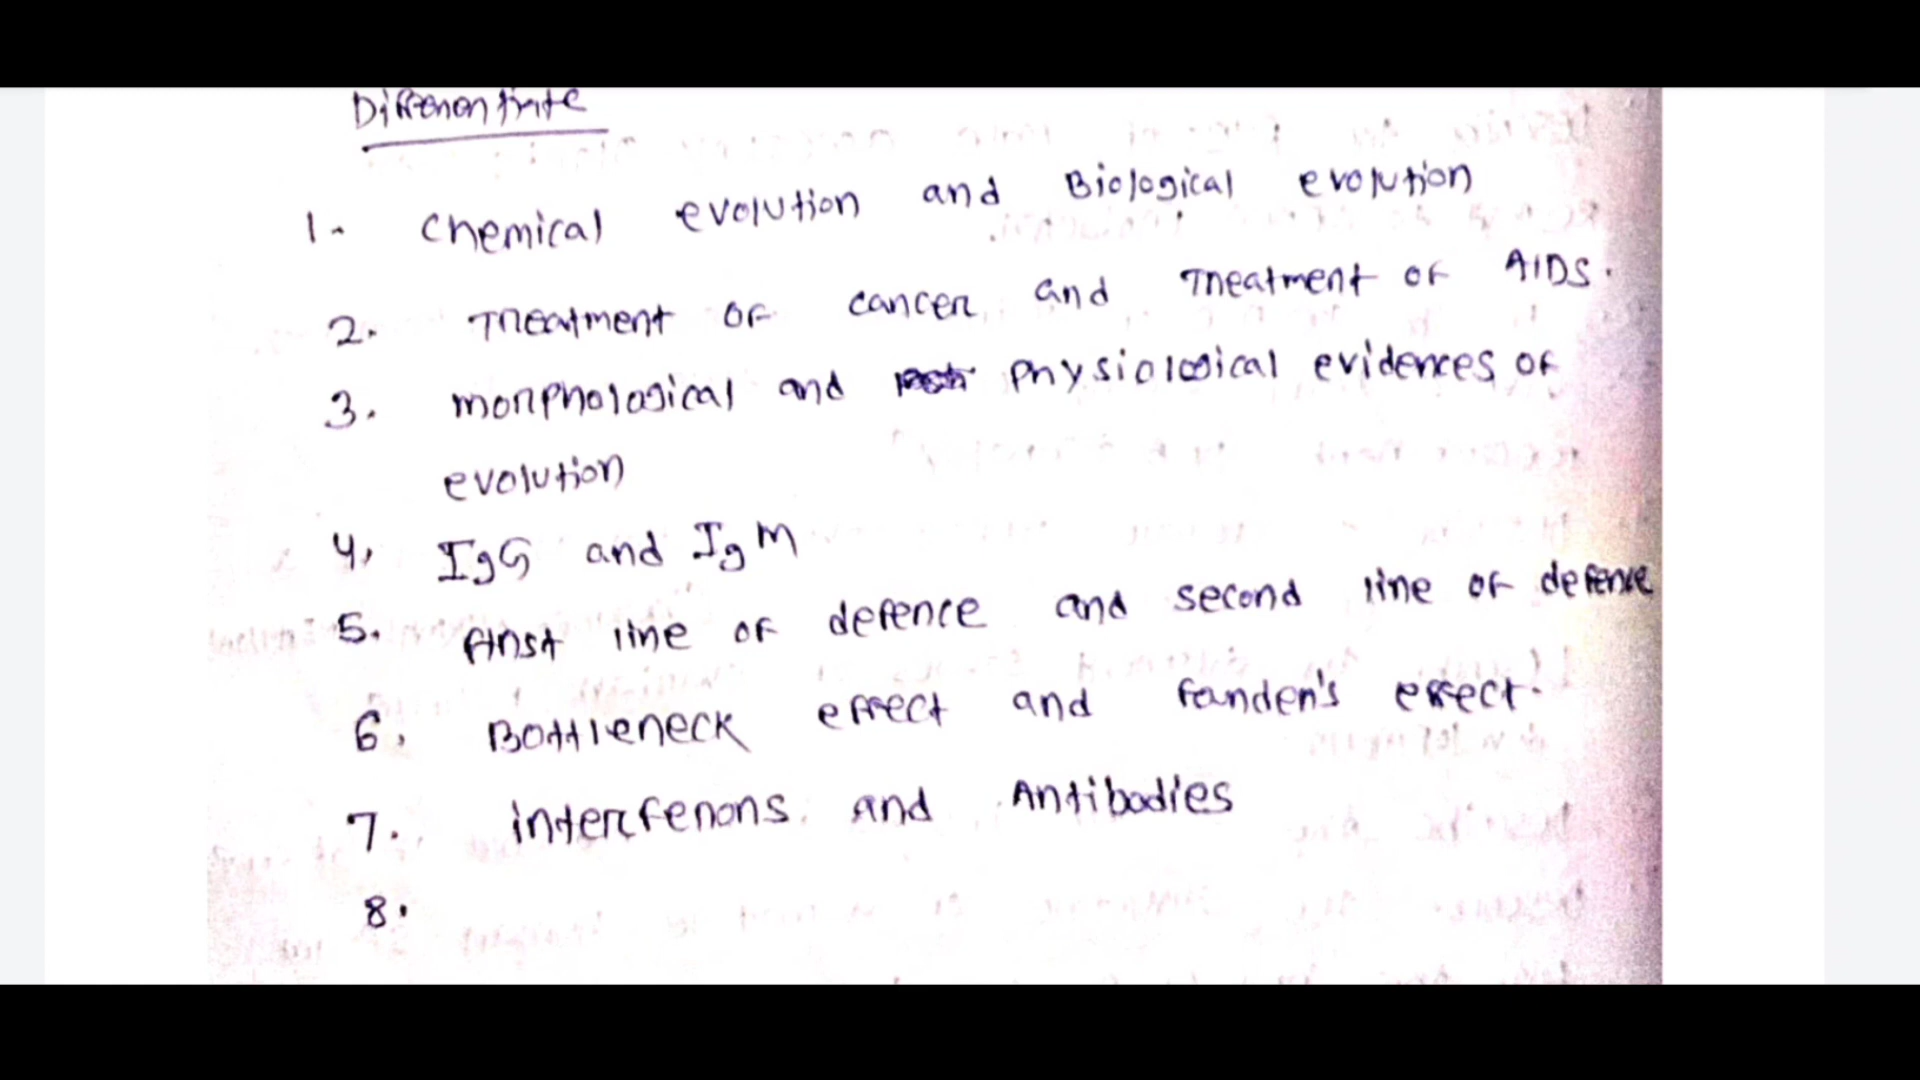 Differentiate
1. Chemical evolution and Biological evolution
2. Treatment of cancer and Treatment of AIDS.
3. morphological and physiological evidences of
evolution
4. IgG and IgM
5. First line of defence and second line of defence
6. Bottleneck effect and founder's effect.
7. interferons and Antibodies
8.